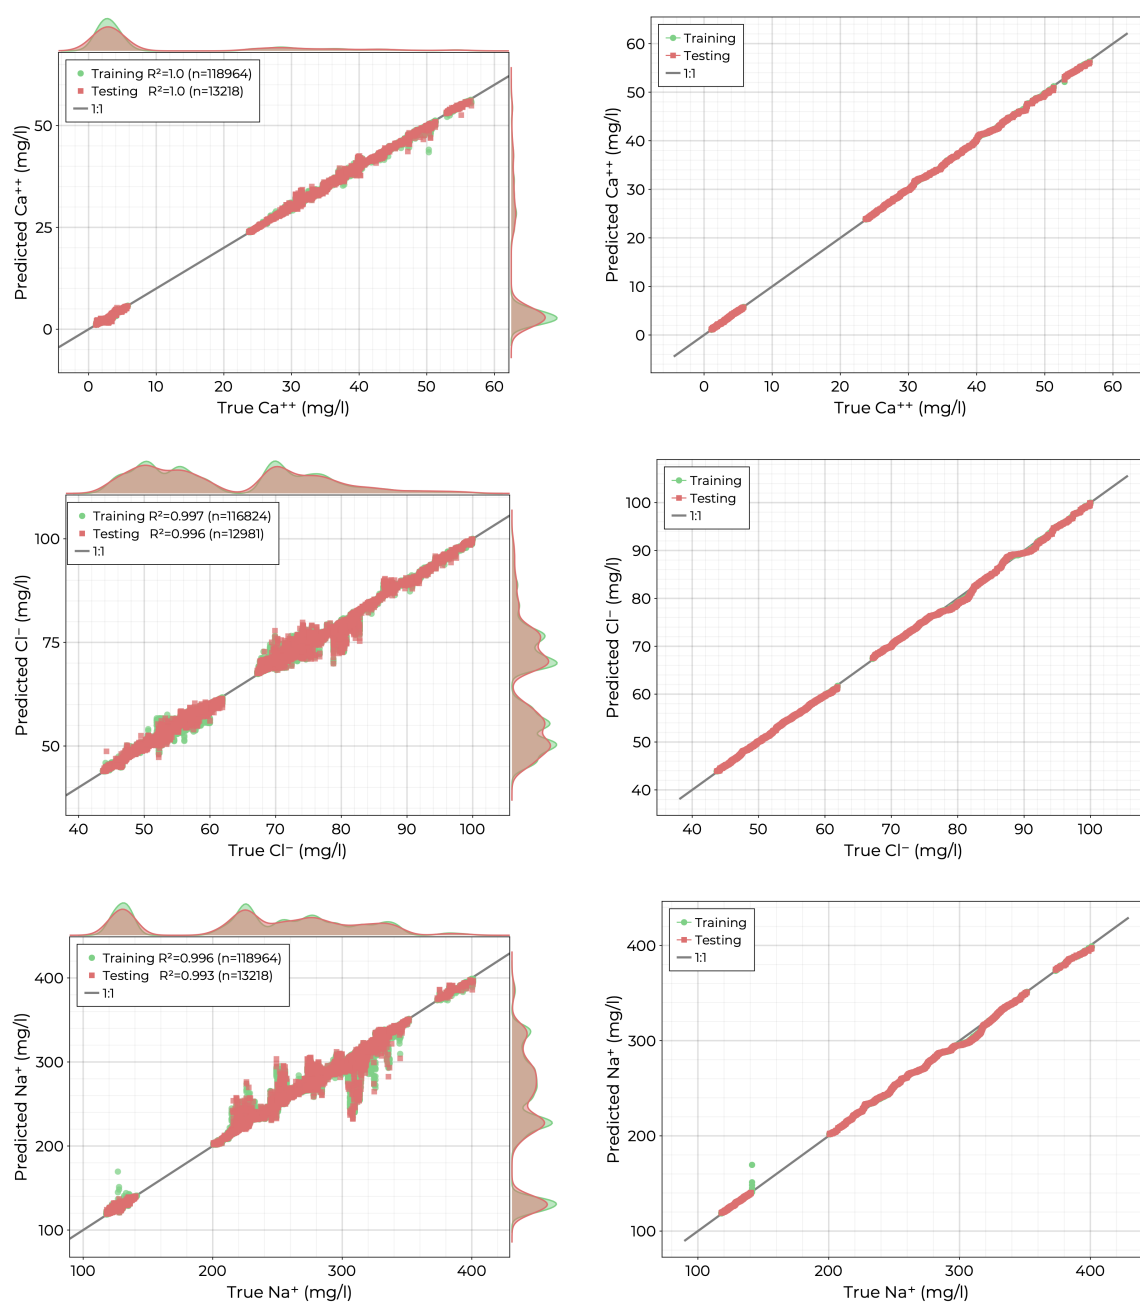 Training R²=1.0 (n=118964)
Testing R²=1.0 (n=13218)
1:1
Predicted Ca⁺⁺ (mg/l)
50
25
0
0 10 20 30 40 50 60
True Ca⁺⁺ (mg/l)
Training
Testing
1:1
Predicted Ca⁺⁺ (mg/l)
60
50
40
30
20
10
0
0 10 20 30 40 50 60
True Ca⁺⁺ (mg/l)
Training R²=0.997 (n=116824)
Testing R²=0.996 (n=12981)
1:1
Predicted Cl⁻ (mg/l)
100
75
50
40 50 60 70 80 90 100
True Cl⁻ (mg/l)
Training
Testing
1:1
Predicted Cl⁻ (mg/l)
100
90
80
70
60
50
40
40 50 60 70 80 90 100
True Cl⁻ (mg/l)
Training R²=0.996 (n=118964)
Testing R²=0.993 (n=13218)
1:1
Predicted Na⁺ (mg/l)
400
300
200
100
100 200 300 400
True Na⁺ (mg/l)
Training
Testing
1:1
Predicted Na⁺ (mg/l)
400
300
200
100
100 200 300 400
True Na⁺ (mg/l)